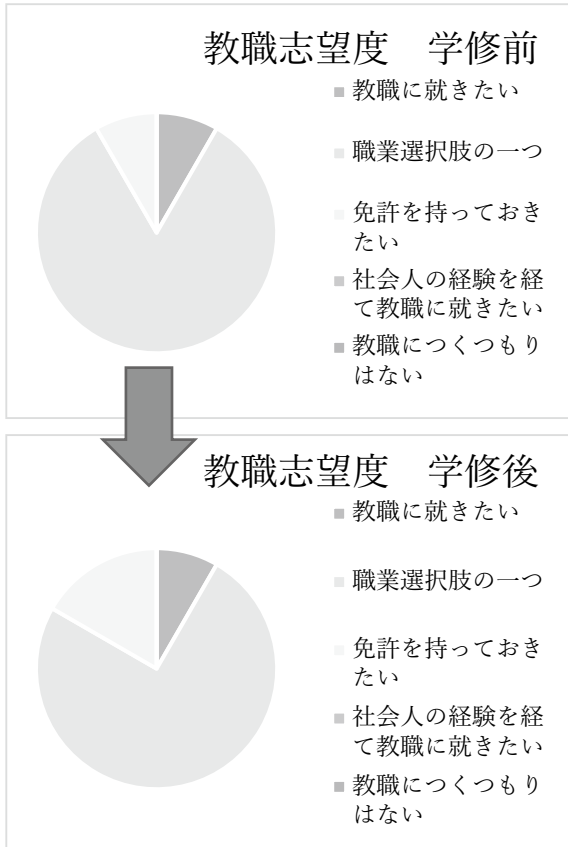 教職志望度　学修前
教職に就きたい
職業選択肢の一つ
免許を持っておき
たい
社会人の経験を経
て教職に就きたい
教職につくつもり
はない
教職志望度　学修後
教職に就きたい
職業選択肢の一つ
免許を持っておき
たい
社会人の経験を経
て教職に就きたい
教職につくつもり
はない